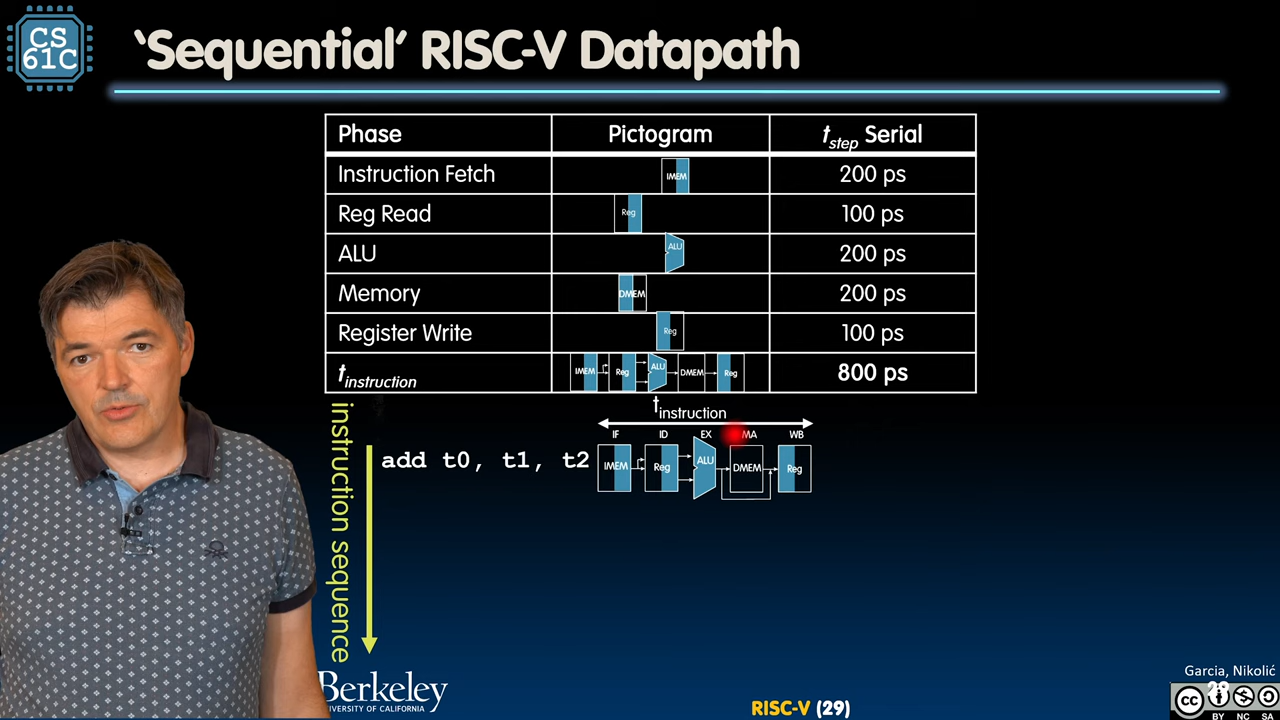 CS
61C
‘Sequential’ RISC-V Datapath
Phase Pictogram tstep Serial
Instruction Fetch IMEM 200 ps
Reg Read Reg 100 ps
ALU ALU 200 ps
Memory DMEM 200 ps
Register Write Reg 100 ps
tinstruction IMEM Reg ALU DMEM Reg 800 ps
instruction sequence
tinstruction
IF ID EX MA WB
add t0, t1, t2 IMEM Reg ALU DMEM Reg
Berkeley
UNIVERSITY OF CALIFORNIA
RISC-V (29)
Garcia, Nikolić
cc
BY NC SA